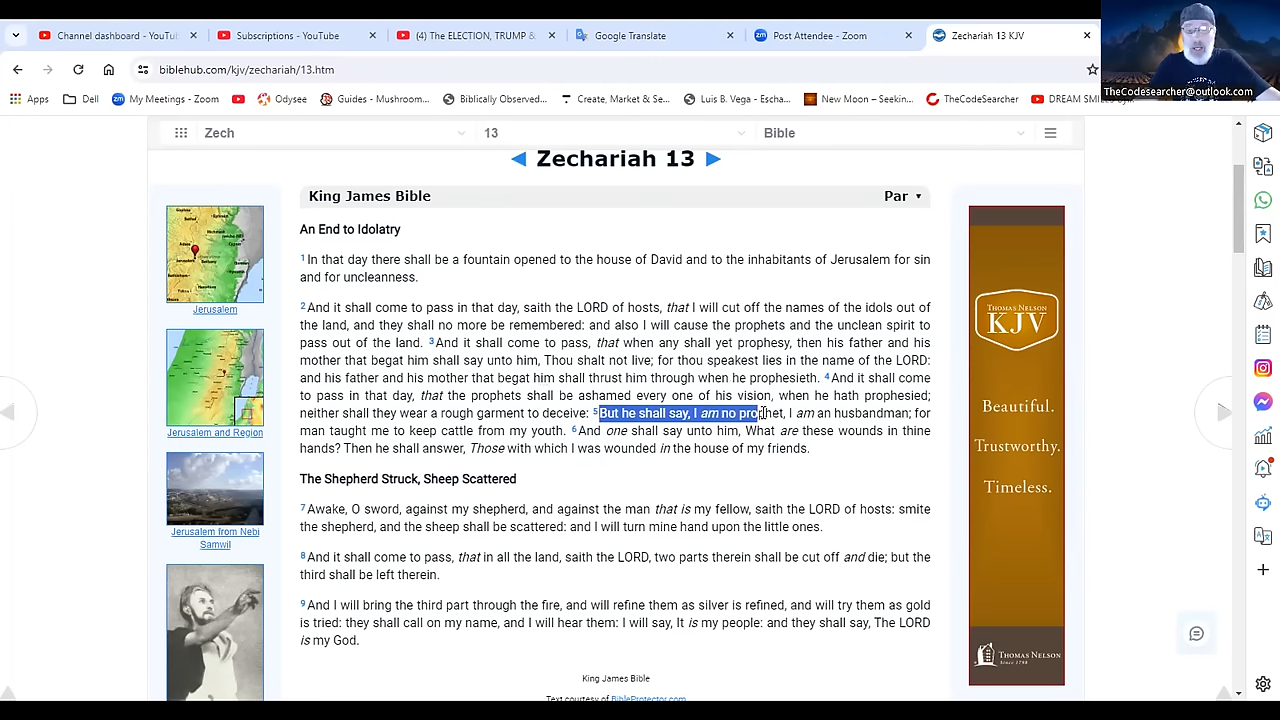 Channel dashboard - YouTu
Subscriptions - YouTube
(4) The ELECTION, TRUMP &
Google Translate
Post Attendee - Zoom
Zechariah 13 KJV
biblehub.com/kjv/zechariah/13.htm
TheCodesearcher@outlook.com
Apps
Dell
My Meetings - Zoom
Odysee
Guides - Mushroom...
Biblically Observed...
Create, Market & Se...
Luis B. Vega - Escha...
New Moon – Seekin...
TheCodeSearcher
Zech
13
Bible
Zechariah 13
King James Bible
Par
An End to Idolatry
1 In that day there shall be a fountain opened to the house of David and to the inhabitants of Jerusalem for sin
and for uncleanness.
2 And it shall come to pass in that day, saith the LORD of hosts, that I will cut off the names of the idols out of
the land, and they shall no more be remembered: and also I will cause the prophets and the unclean spirit to
pass out of the land. 3 And it shall come to pass, that when any shall yet prophesy, then his father and his
mother that begat him shall say unto him, Thou shalt not live; for thou speakest lies in the name of the LORD:
and his father and his mother that begat him shall thrust him through when he prophesieth. 4 And it shall come
to pass in that day, that the prophets shall be ashamed every one of his vision, when he hath prophesied;
neither shall they wear a rough garment to deceive: 5 But he shall say, I am no prophet, I am an husbandman; for
man taught me to keep cattle from my youth. 6 And one shall say unto him, What are these wounds in thine
hands? Then he shall answer, Those with which I was wounded in the house of my friends.
The Shepherd Struck, Sheep Scattered
7 Awake, O sword, against my shepherd, and against the man that is my fellow, saith the LORD of hosts: smite
the shepherd, and the sheep shall be scattered: and I will turn mine hand upon the little ones.
8 And it shall come to pass, that in all the land, saith the LORD, two parts therein shall be cut off and die; but the
third shall be left therein.
9 And I will bring the third part through the fire, and will refine them as silver is refined, and will try them as gold
is tried: they shall call on my name, and I will hear them: I will say, It is my people: and they shall say, The LORD
is my God.
King James Bible
Text courtesy of BibleProtector.com
Jerusalem
Jerusalem and Region
Jerusalem from Nebi
Samwil
THOMAS NELSON
KJV
Beautiful.
Trustworthy.
Timeless.
THOMAS NELSON
Since 1798